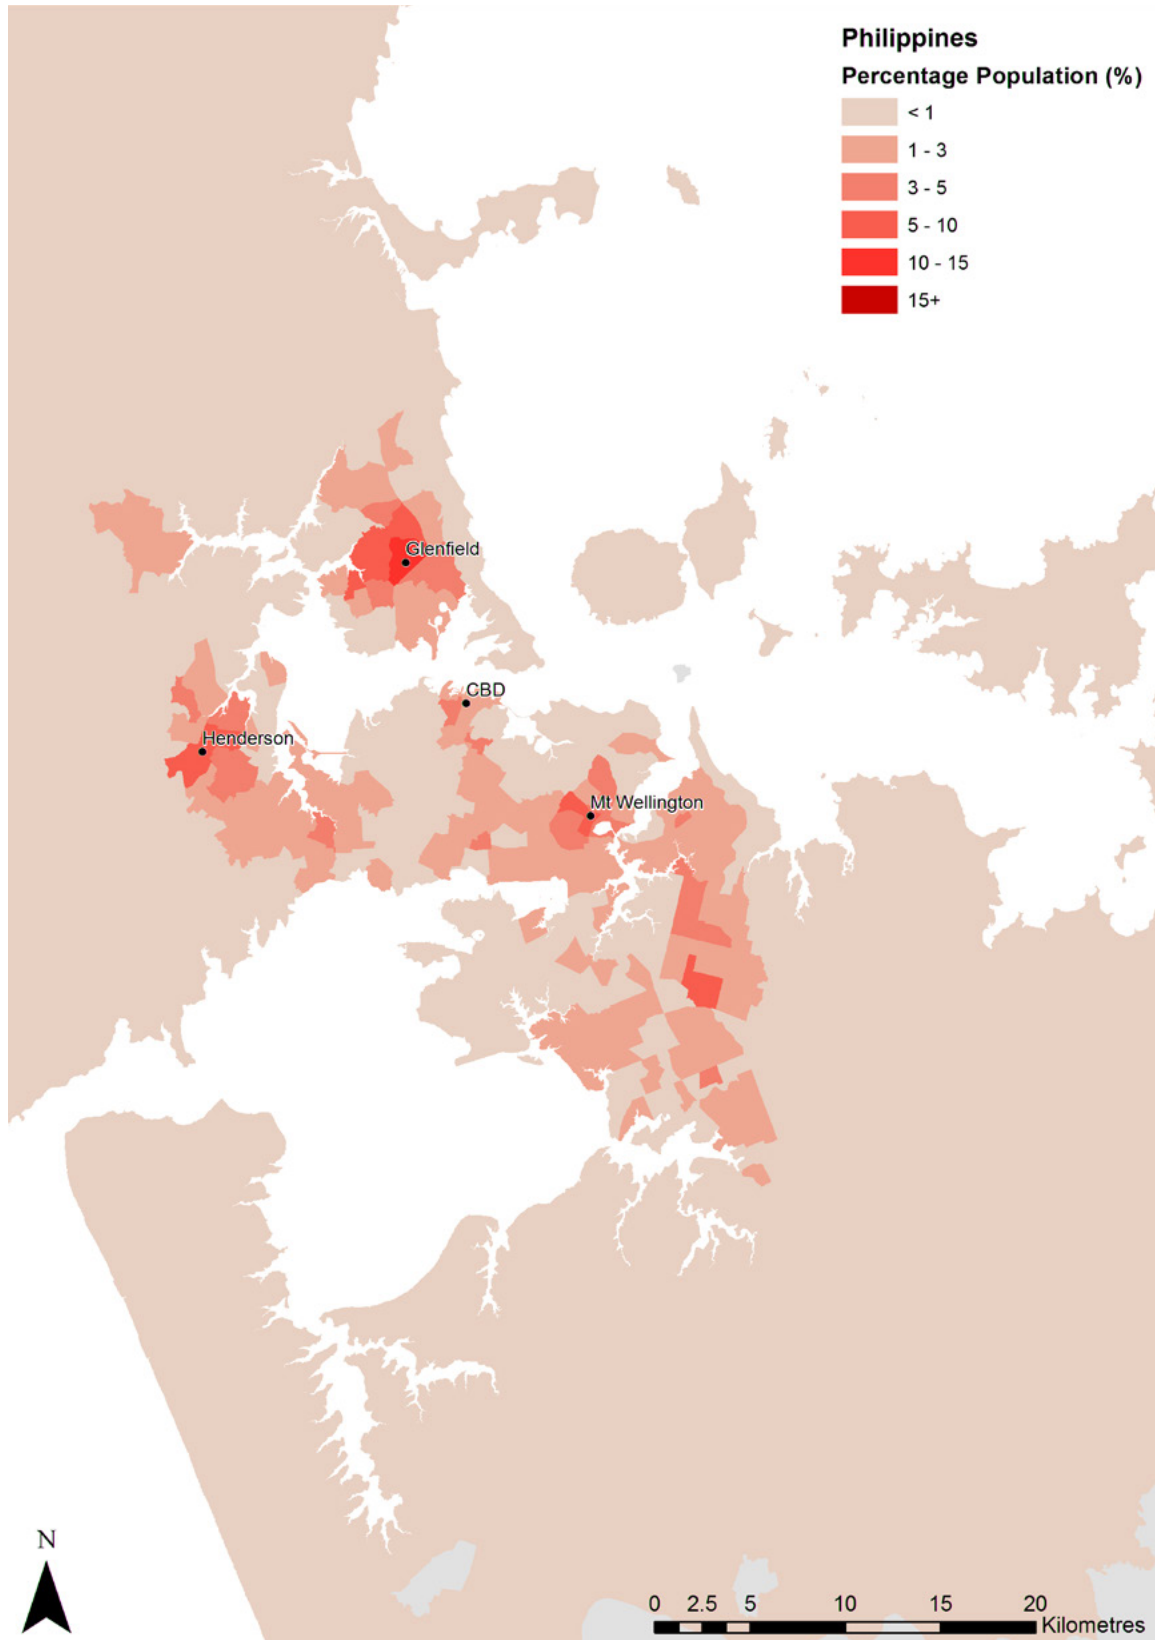 Philippines
Percentage Population (%)
< 1
1 - 3
3 - 5
5 - 10
10 - 15
15+
Glenfield
CBD
Henderson
Mt Wellington
N
0 2.5 5 10 15 20
Kilometres